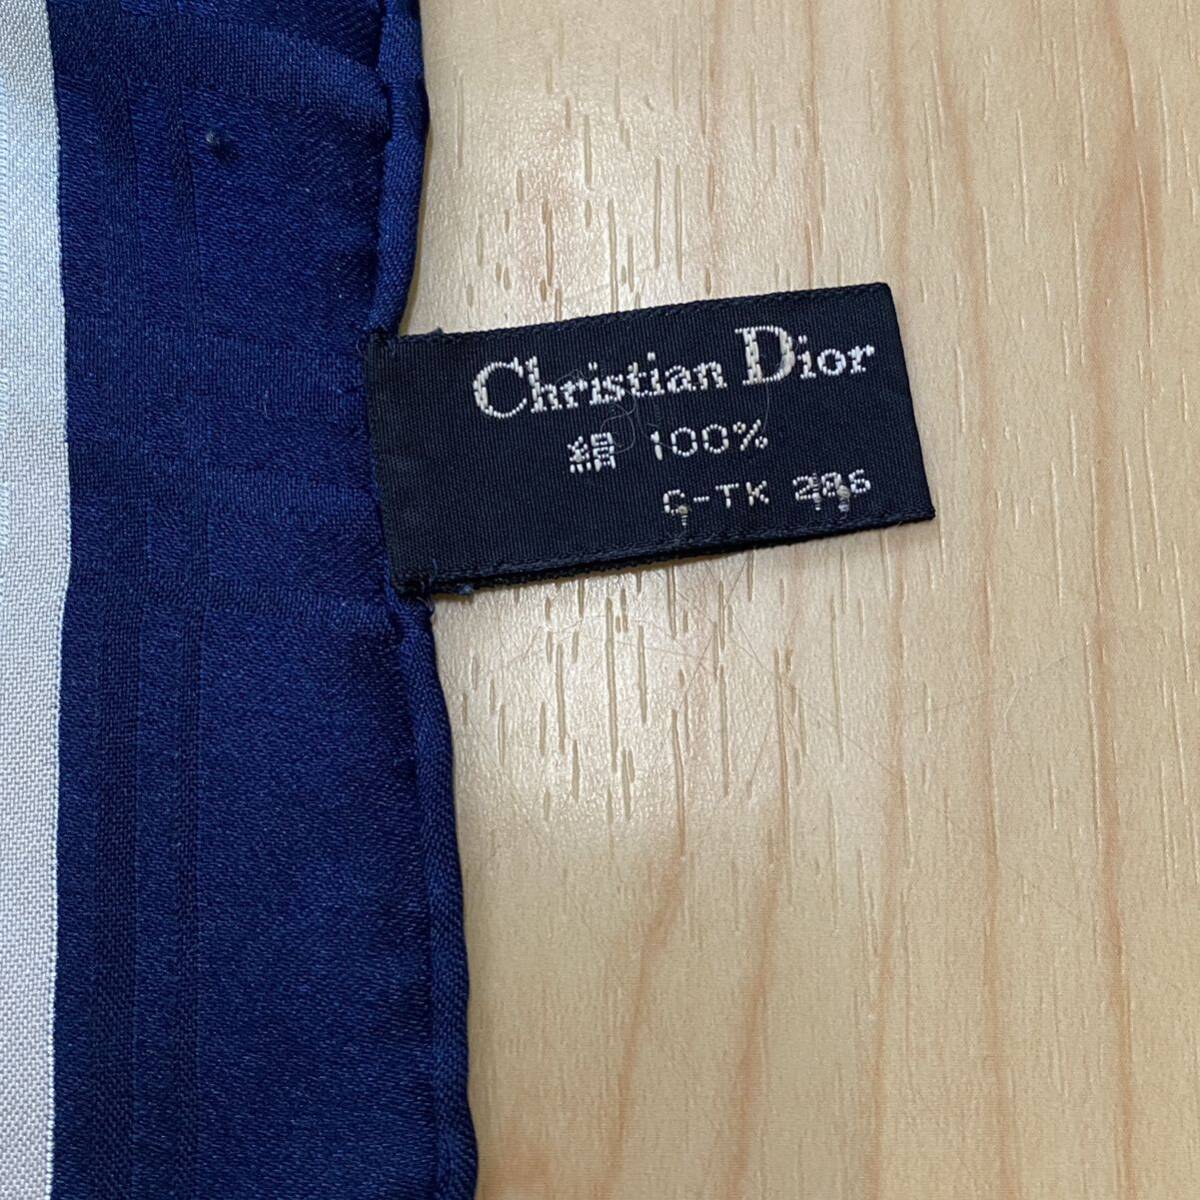 Christian Dior
絹 100%
C-TK 286